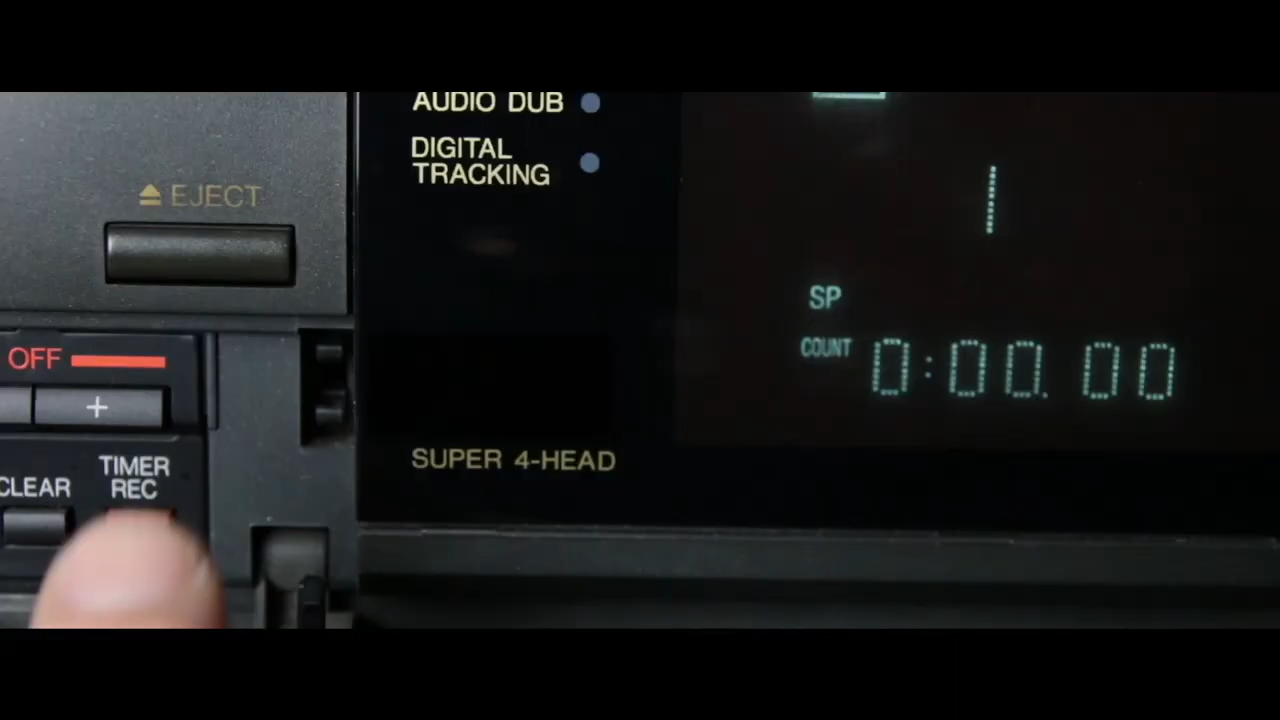 AUDIO DUB
DIGITAL
TRACKING
EJECT
SP
COUNT 0:00.00
OFF
+
SUPER 4-HEAD
TIMER
REC
CLEAR